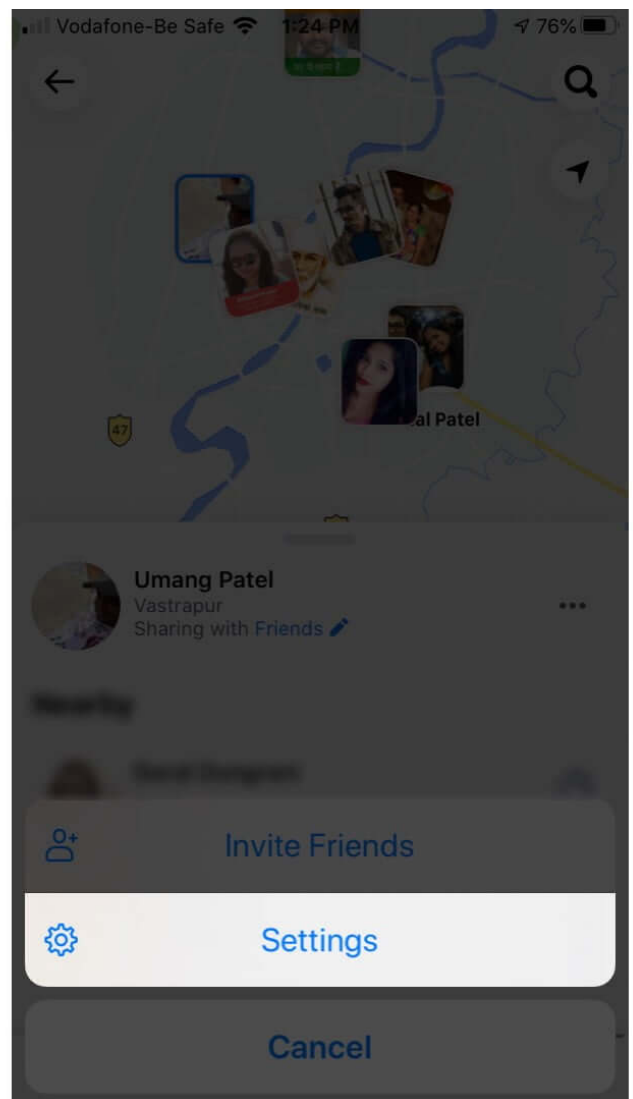 Vodafone-Be Safe 1:24 PM 76%
47
al Patel
Umang Patel
Vastrapur
Sharing with Friends
Nearby
Invite Friends
Settings
Cancel